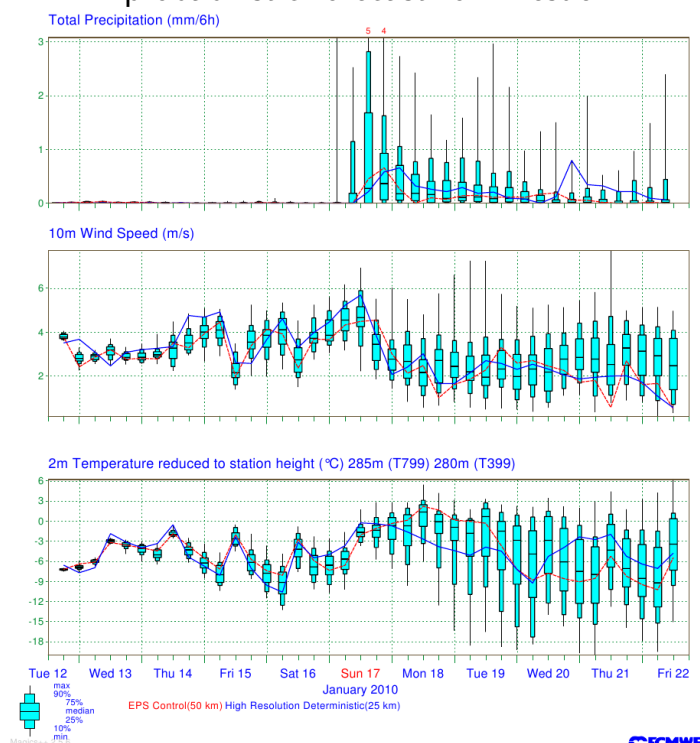 Total Precipitation (mm/6h)
5 4
3
2
1
0
10m Wind Speed (m/s)
6
4
2
2m Temperature reduced to station height (°C) 285m (T799) 280m (T399)
6
3
0
-3
-6
-9
-12
-15
-18
Tue 12 Wed 13 Thu 14 Fri 15 Sat 16 Sun 17 Mon 18 Tue 19 Wed 20 Thu 21 Fri 22
January 2010
max
90%
75%
median
25%
10%
min
EPS Control(50 km) High Resolution Deterministic(25 km)